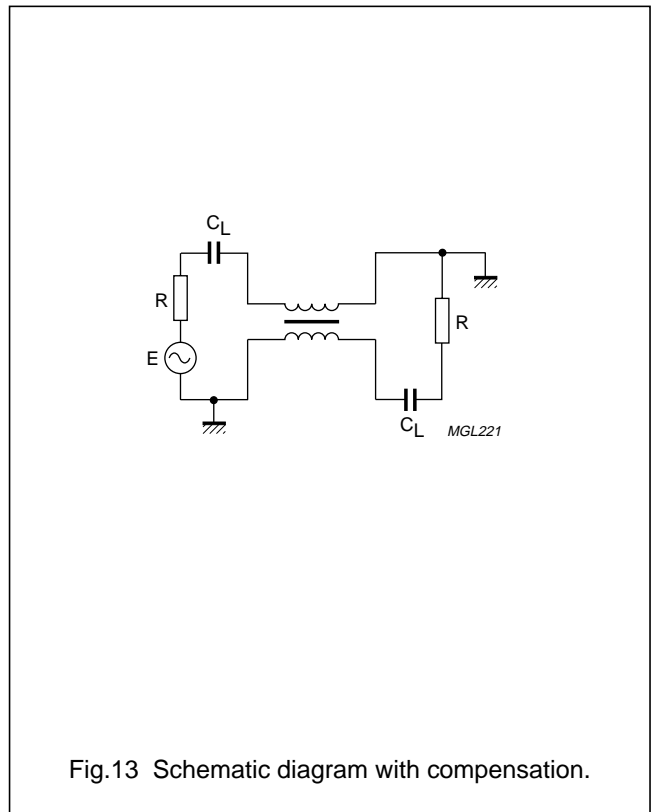 C_L
R
E
R
C_L
MGL221
Fig.13 Schematic diagram with compensation.